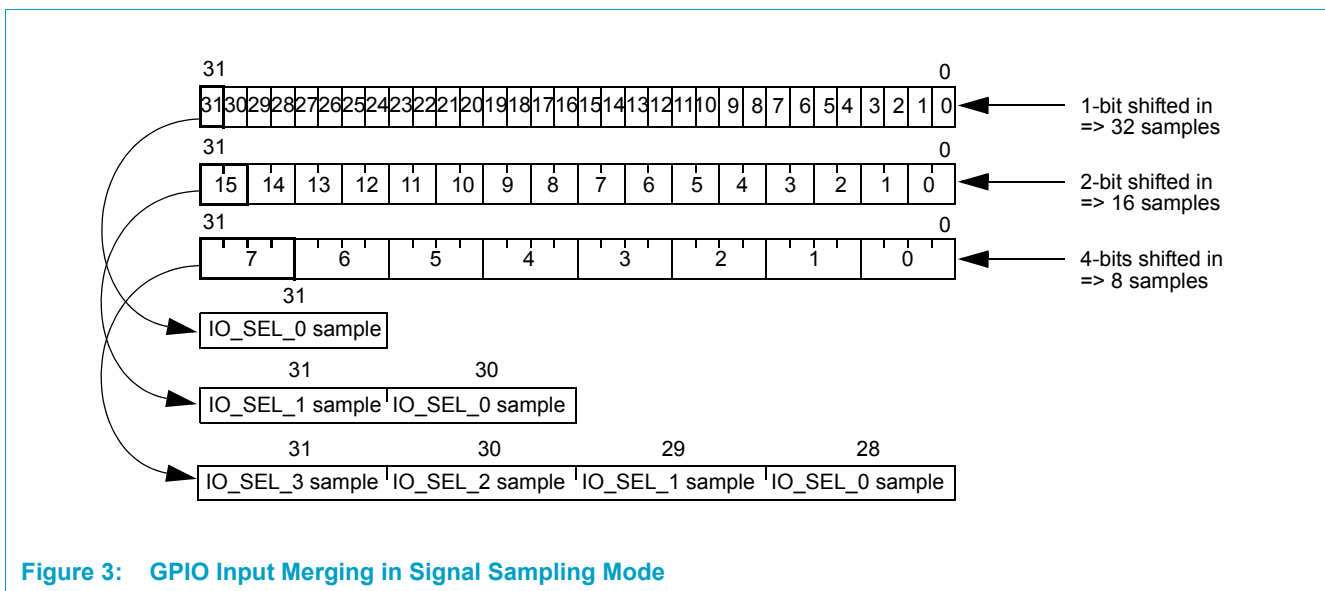 31 0
31 30 29 28 27 26 25 24 23 22 21 20 19 18 17 16 15 14 13 12 11 10 9 8 7 6 5 4 3 2 1 0
1-bit shifted in
=> 32 samples
31 0
15 14 13 12 11 10 9 8 7 6 5 4 3 2 1 0
2-bit shifted in
=> 16 samples
31 0
7 6 5 4 3 2 1 0
4-bits shifted in
=> 8 samples
31
IO_SEL_0 sample
31 30
IO_SEL_1 sample IO_SEL_0 sample
31 30 29 28
IO_SEL_3 sample IO_SEL_2 sample IO_SEL_1 sample IO_SEL_0 sample
Figure 3: GPIO Input Merging in Signal Sampling Mode